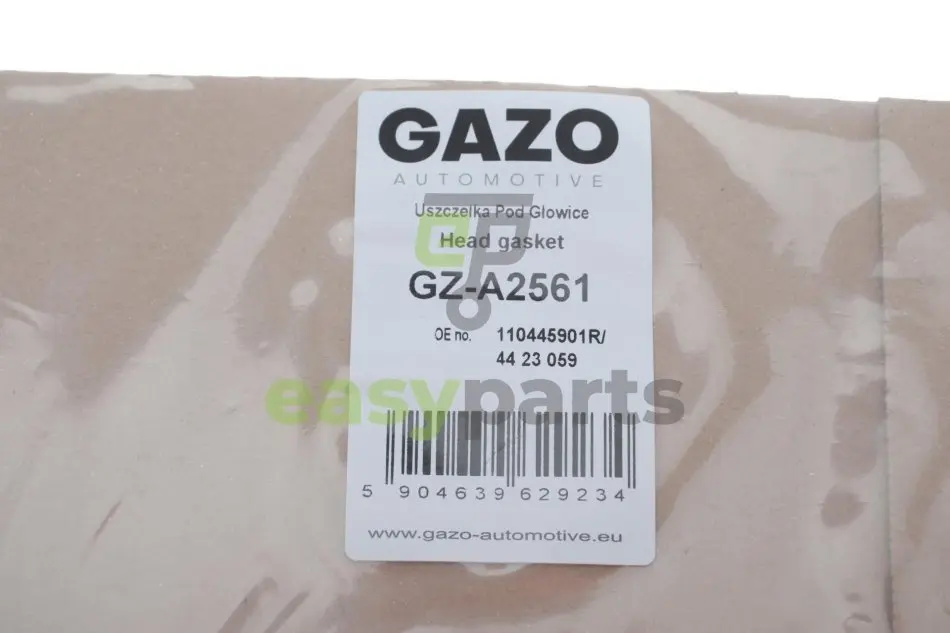 GAZO
AUTOMOTIVE
Uszczelka Pod Głowice
Head gasket
GZ-A2561
OE no. 110445901R/
44 23 059
easyparts
5 904639 629234
www.gazo-automotive.eu